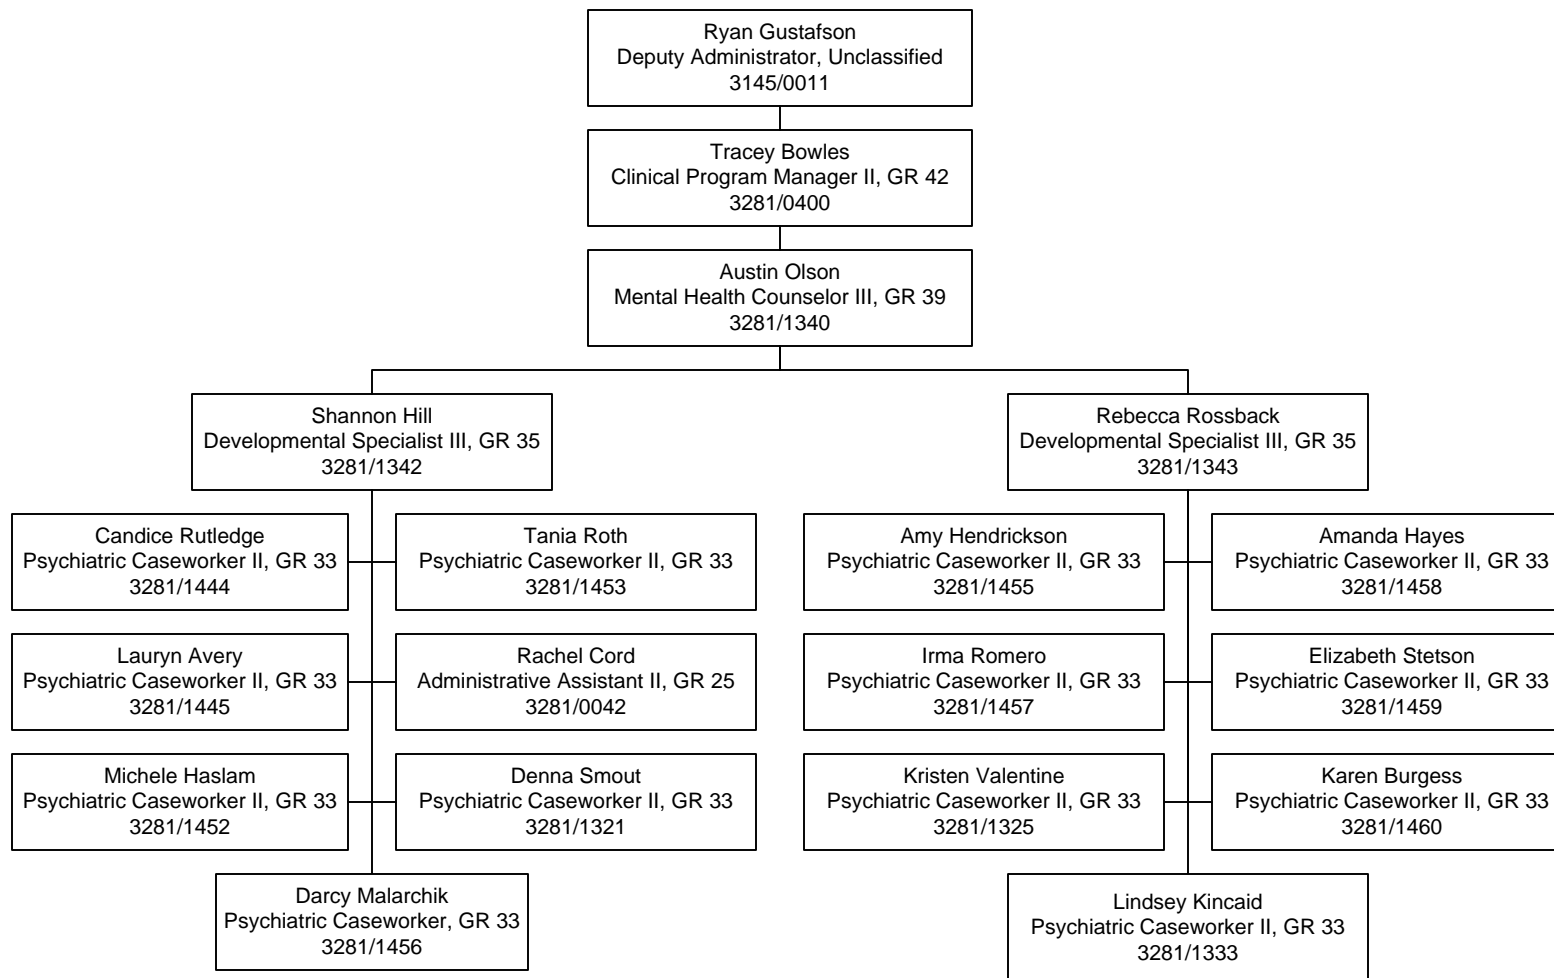 Ryan Gustafson
Deputy Administrator, Unclassified
3145/0011
Tracey Bowles
Clinical Program Manager II, GR 42
3281/0400
Austin Olson
Mental Health Counselor III, GR 39
3281/1340
Shannon Hill
Developmental Specialist III, GR 35
3281/1342
Rebecca Rossback
Developmental Specialist III, GR 35
3281/1343
Candice Rutledge
Psychiatric Caseworker II, GR 33
3281/1444
Tania Roth
Psychiatric Caseworker II, GR 33
3281/1453
Amy Hendrickson
Psychiatric Caseworker II, GR 33
3281/1455
Amanda Hayes
Psychiatric Caseworker II, GR 33
3281/1458
Lauryn Avery
Psychiatric Caseworker II, GR 33
3281/1445
Rachel Cord
Administrative Assistant II, GR 25
3281/0042
Irma Romero
Psychiatric Caseworker II, GR 33
3281/1457
Elizabeth Stetson
Psychiatric Caseworker II, GR 33
3281/1459
Michele Haslam
Psychiatric Caseworker II, GR 33
3281/1452
Denna Smout
Psychiatric Caseworker II, GR 33
3281/1321
Kristen Valentine
Psychiatric Caseworker II, GR 33
3281/1325
Karen Burgess
Psychiatric Caseworker II, GR 33
3281/1460
Darcy Malarchik
Psychiatric Caseworker, GR 33
3281/1456
Lindsey Kincaid
Psychiatric Caseworker II, GR 33
3281/1333